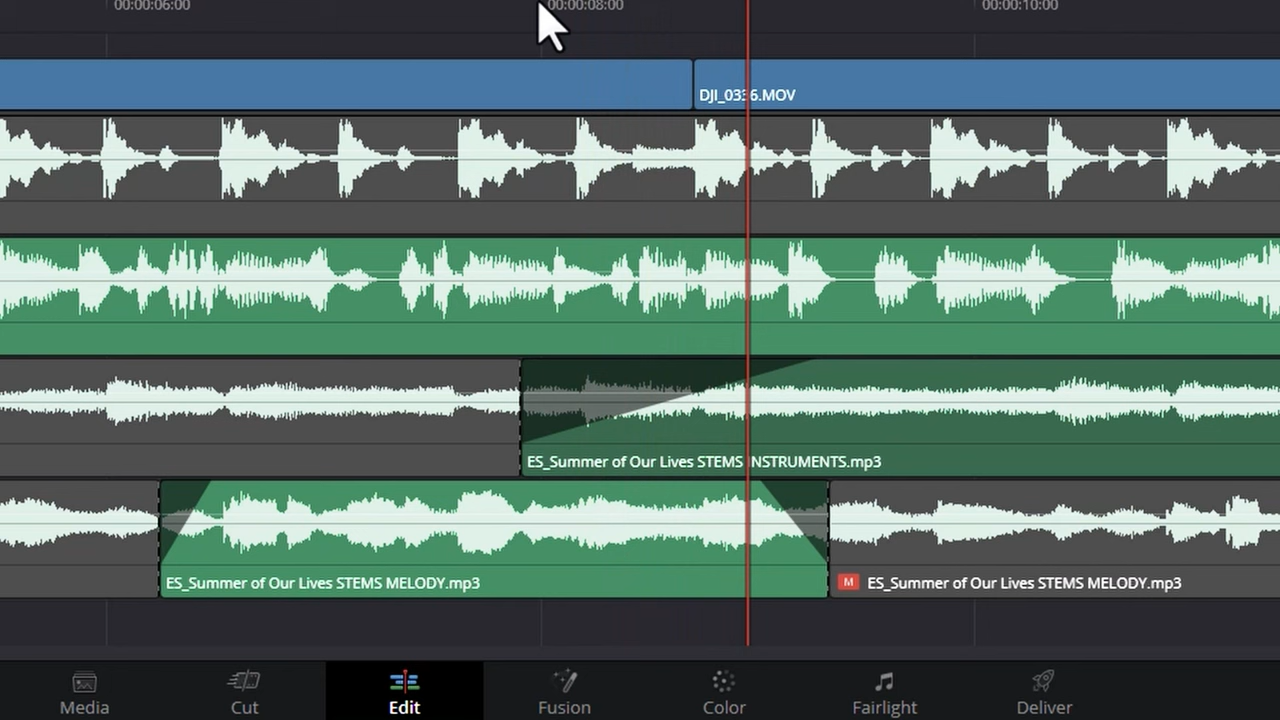 00:00:06:00 00:00:08:00 00:00:10:00
DJI_0336.MOV
ES_Summer of Our Lives STEMS INSTRUMENTS.mp3
ES_Summer of Our Lives STEMS MELODY.mp3 M ES_Summer of Our Lives STEMS MELODY.mp3
Media Cut Edit Fusion Color Fairlight Deliver